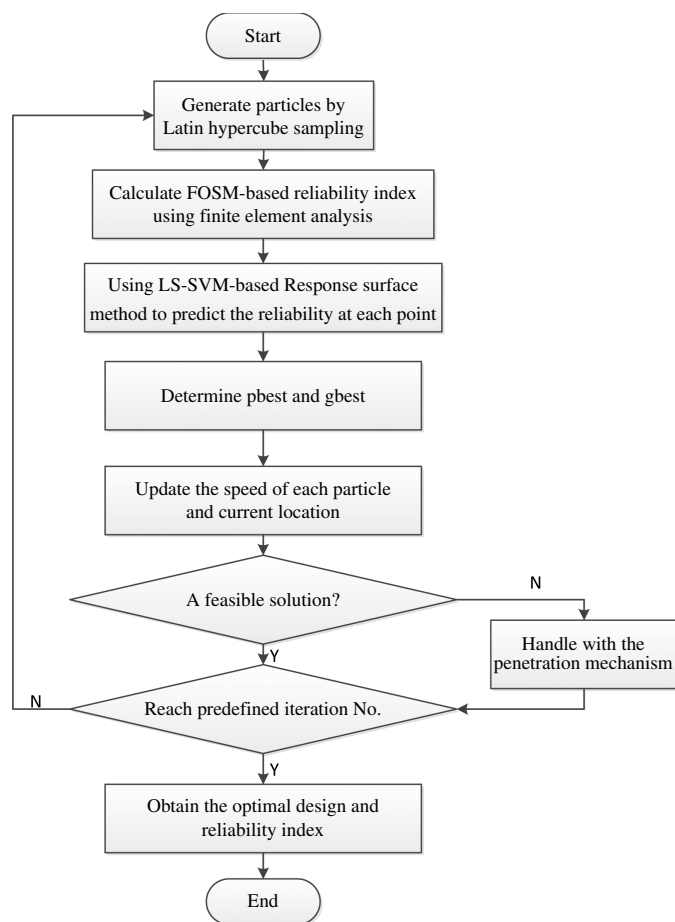 Start
Generate particles by
Latin hypercube sampling
Calculate FOSM-based reliability index
using finite element analysis
Using LS-SVM-based Response surface
method to predict the reliability at each point
Determine pbest and gbest
Update the speed of each particle
and current location
A feasible solution?
N
Handle with the
penetration mechanism
Y
Reach predefined iteration No.
N
Y
Obtain the optimal design and
reliability index
End